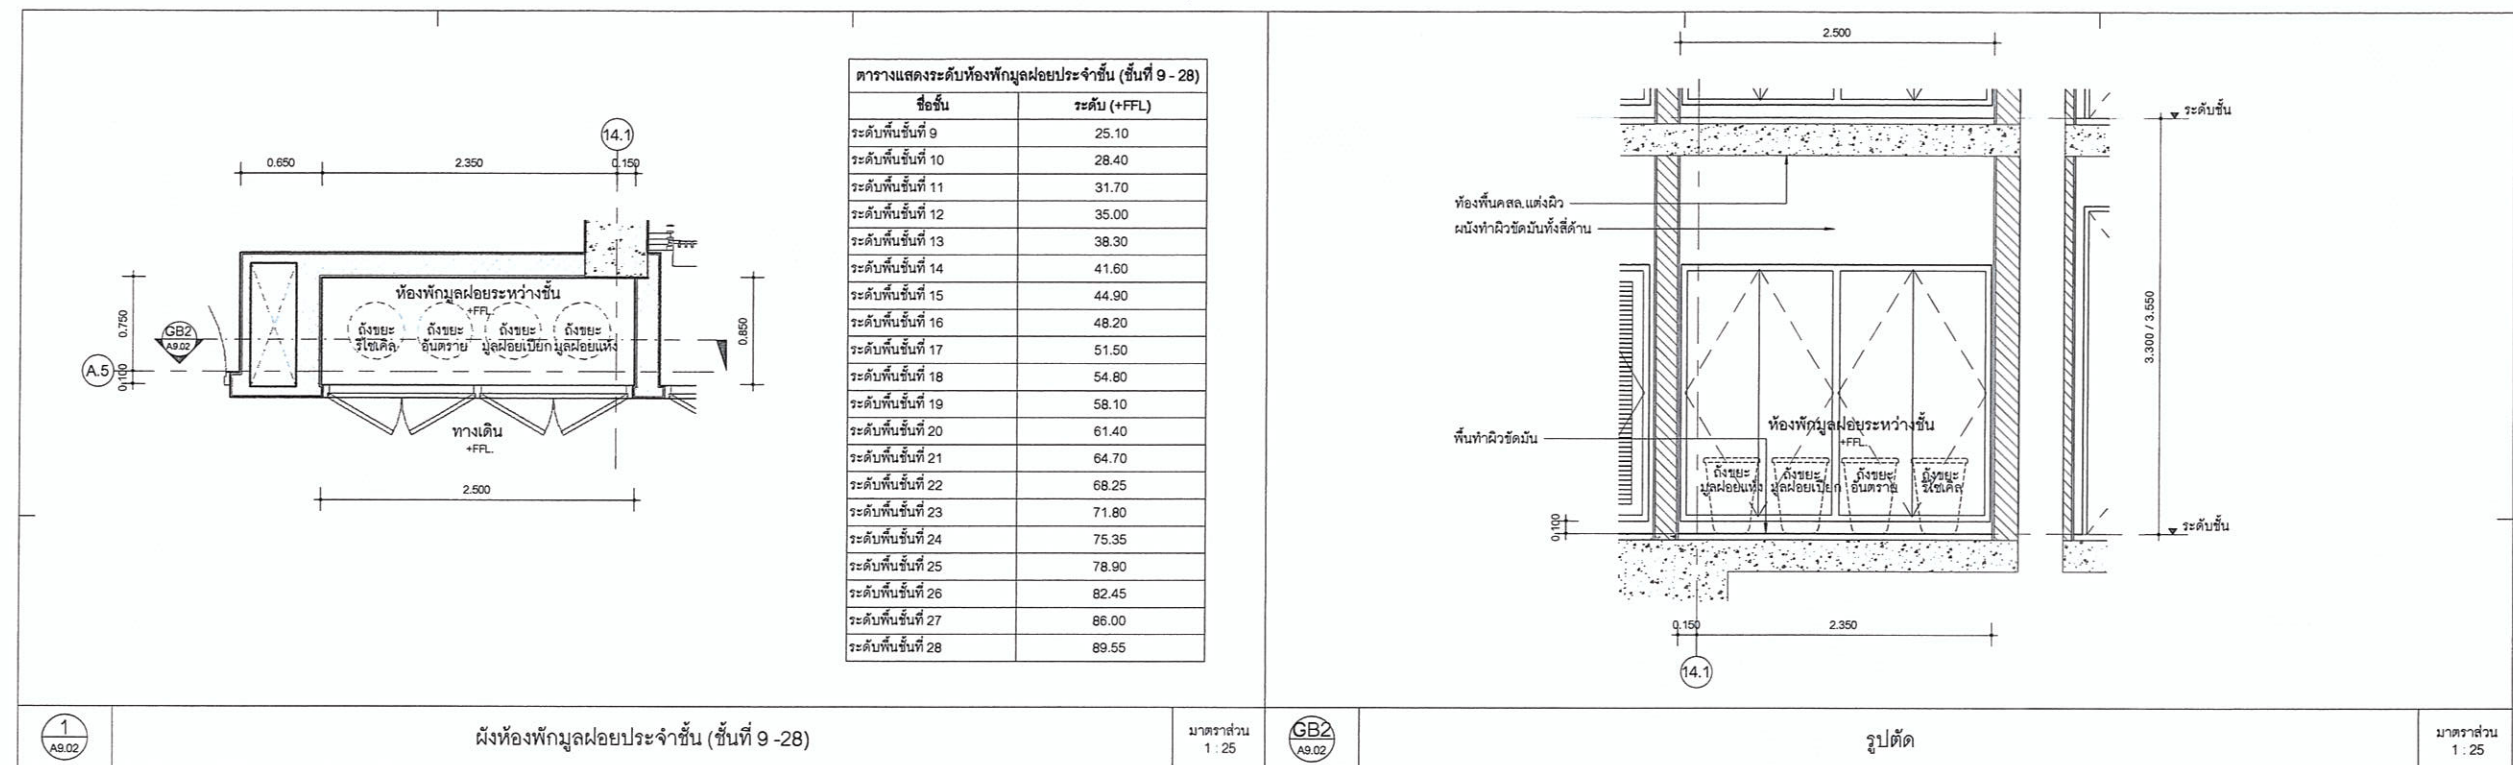 ตารางแสดงระดับห้องพักมูลฝอยประจำชั้น (ชั้นที่ 9 - 28)
ชื่อชั้น ระดับ (+FFL)
ระดับพื้นชั้นที่ 9 25.10
ระดับพื้นชั้นที่ 10 28.40
ระดับพื้นชั้นที่ 11 31.70
ระดับพื้นชั้นที่ 12 35.00
ระดับพื้นชั้นที่ 13 38.30
ระดับพื้นชั้นที่ 14 41.60
ระดับพื้นชั้นที่ 15 44.90
ระดับพื้นชั้นที่ 16 48.20
ระดับพื้นชั้นที่ 17 51.50
ระดับพื้นชั้นที่ 18 54.80
ระดับพื้นชั้นที่ 19 58.10
ระดับพื้นชั้นที่ 20 61.40
ระดับพื้นชั้นที่ 21 64.70
ระดับพื้นชั้นที่ 22 68.25
ระดับพื้นชั้นที่ 23 71.80
ระดับพื้นชั้นที่ 24 75.35
ระดับพื้นชั้นที่ 25 78.90
ระดับพื้นชั้นที่ 26 82.45
ระดับพื้นชั้นที่ 27 86.00
ระดับพื้นชั้นที่ 28 89.55
14.1
0.650 2.350 0.150
ห้องพักมูลฝอยระหว่างชั้น
+FFL.
ถังขยะ ถังขยะ ถังขยะ ถังขยะ
รีไซเคิล อันตราย มูลฝอยเปียก มูลฝอยแห้ง
0.750
0.100
0.850
GB2
A9.02
A.5
ทางเดิน
+FFL.
2.500
1
A9.02
ผังห้องพักมูลฝอยประจำชั้น (ชั้นที่ 9 -28)
มาตราส่วน
1 : 25
2.500
ระดับชั้น
ท้องพื้นคสล.แต่งผิว
ผนังทำผิวขัดมันทั้งสี่ด้าน
3.300 / 3.550
พื้นทำผิวขัดมัน
ห้องพักมูลฝอยระหว่างชั้น
+FFL.
ถังขยะ ถังขยะ ถังขยะ ถังขยะ
มูลฝอยแห้ง มูลฝอยเปียก อันตราย รีไซเคิล
0.100
ระดับชั้น
0.150 2.350
14.1
GB2
A9.02
รูปตัด
มาตราส่วน
1 : 25